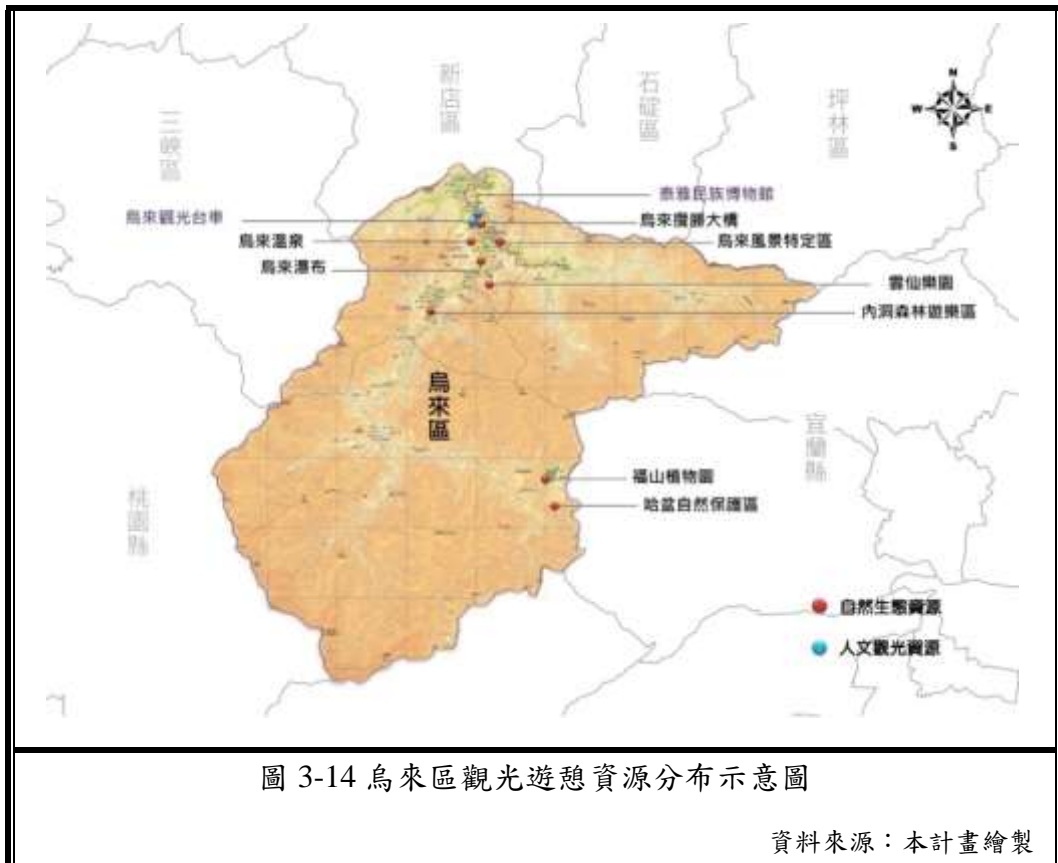 新店區
石碇區
坪林區
三峽區
N
W
E
S
泰雅民族博物館
烏來觀光台車
烏來攬勝大橋
烏來溫泉
烏來風景特定區
烏來瀑布
雲仙樂園
內洞森林遊樂區
烏來區
宜蘭縣
福山植物園
哈盆自然保護區
桃園縣
自然生態資源
人文觀光資源
圖 3-14 烏來區觀光遊憩資源分布示意圖
資料來源：本計畫繪製